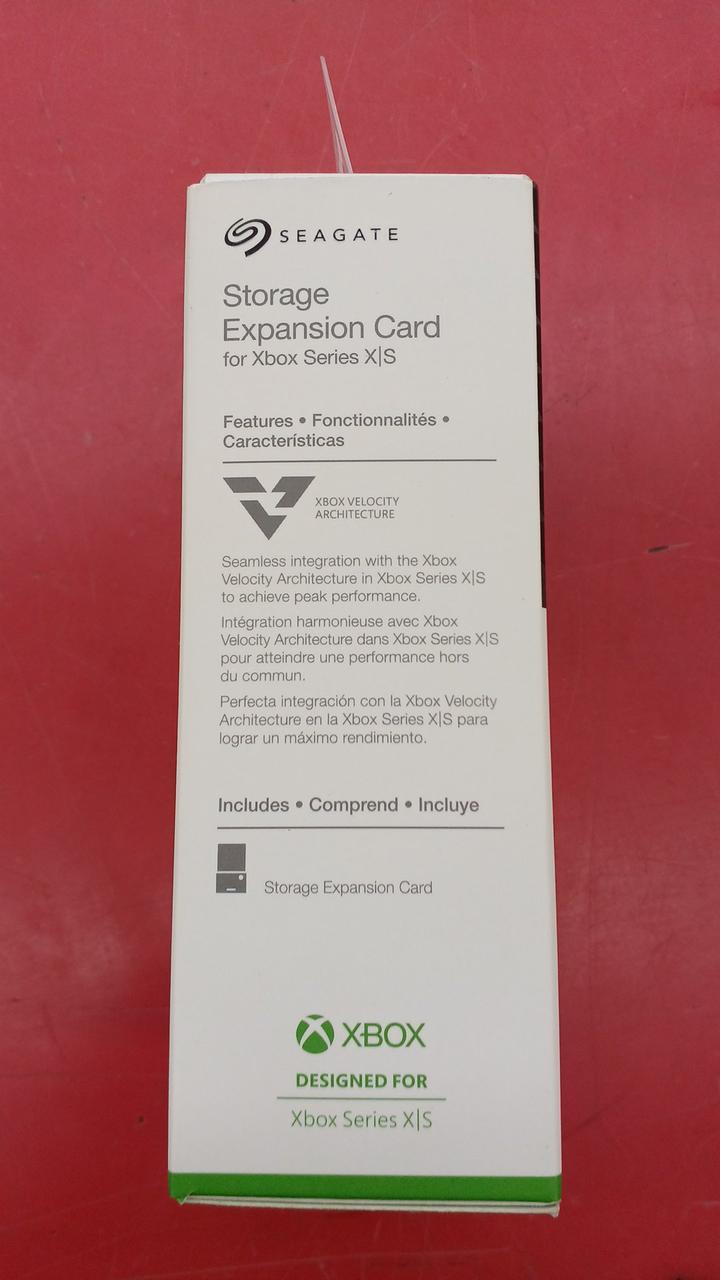 SEAGATE
Storage
Expansion Card
for Xbox Series X|S
Features • Fonctionnalités •
Características
XBOX VELOCITY
ARCHITECTURE
Seamless integration with the Xbox
Velocity Architecture in Xbox Series X|S
to achieve peak performance.
Intégration harmonieuse avec Xbox
Velocity Architecture dans Xbox Series X|S
pour atteindre une performance hors
du commun.
Perfecta integración con la Xbox Velocity
Architecture en la Xbox Series X|S para
lograr un máximo rendimiento.
Includes • Comprend • Incluye
Storage Expansion Card
XBOX
DESIGNED FOR
Xbox Series X|S